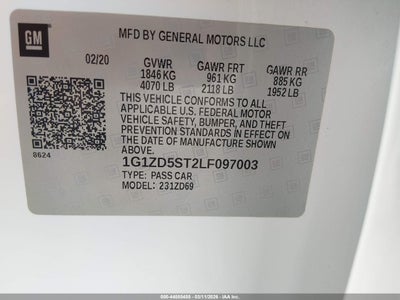 GM
MFD BY GENERAL MOTORS LLC
02/20 GVWR GAWR FRT GAWR RR
1846 KG 961 KG 885 KG
4070 LB 2118 LB 1952 LB
THIS VEHICLE CONFORMS TO ALL
APPLICABLE U.S. FEDERAL MOTOR
VEHICLE SAFETY, BUMPER, AND THEFT
PREVENTION STANDARDS IN EFFECT ON
THE DATE OF MANUFACTURE SHOWN ABOVE.
8624
1G1ZD5ST2LF097003
TYPE: PASS CAR
MODEL: 231ZD69